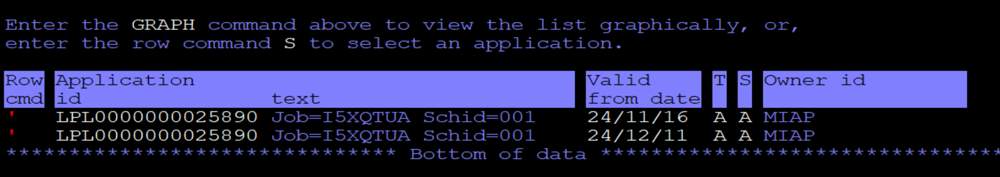 Enter the GRAPH command above to view the list graphically, or,
enter the row command S to select an application.
Row Application Valid T S Owner id
cmd id text from date
' LPL0000000025890 Job=I5XQTUA Schid=001 24/11/16 A A MIAP
' LPL0000000025890 Job=I5XQTUA Schid=001 24/12/11 A A MIAP
******************************* Bottom of data ********************************